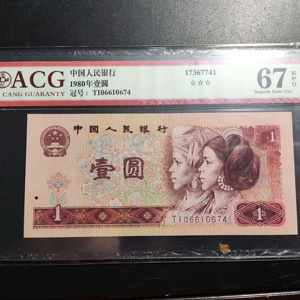 ACG
CANG GUARANTY
中国人民银行
1980年壹圆
冠号：TI06610674
17367741
☆☆☆
67
EPQ
Superb Gem Unc
中国人民银行
1
壹圆
1
TI06610674
1